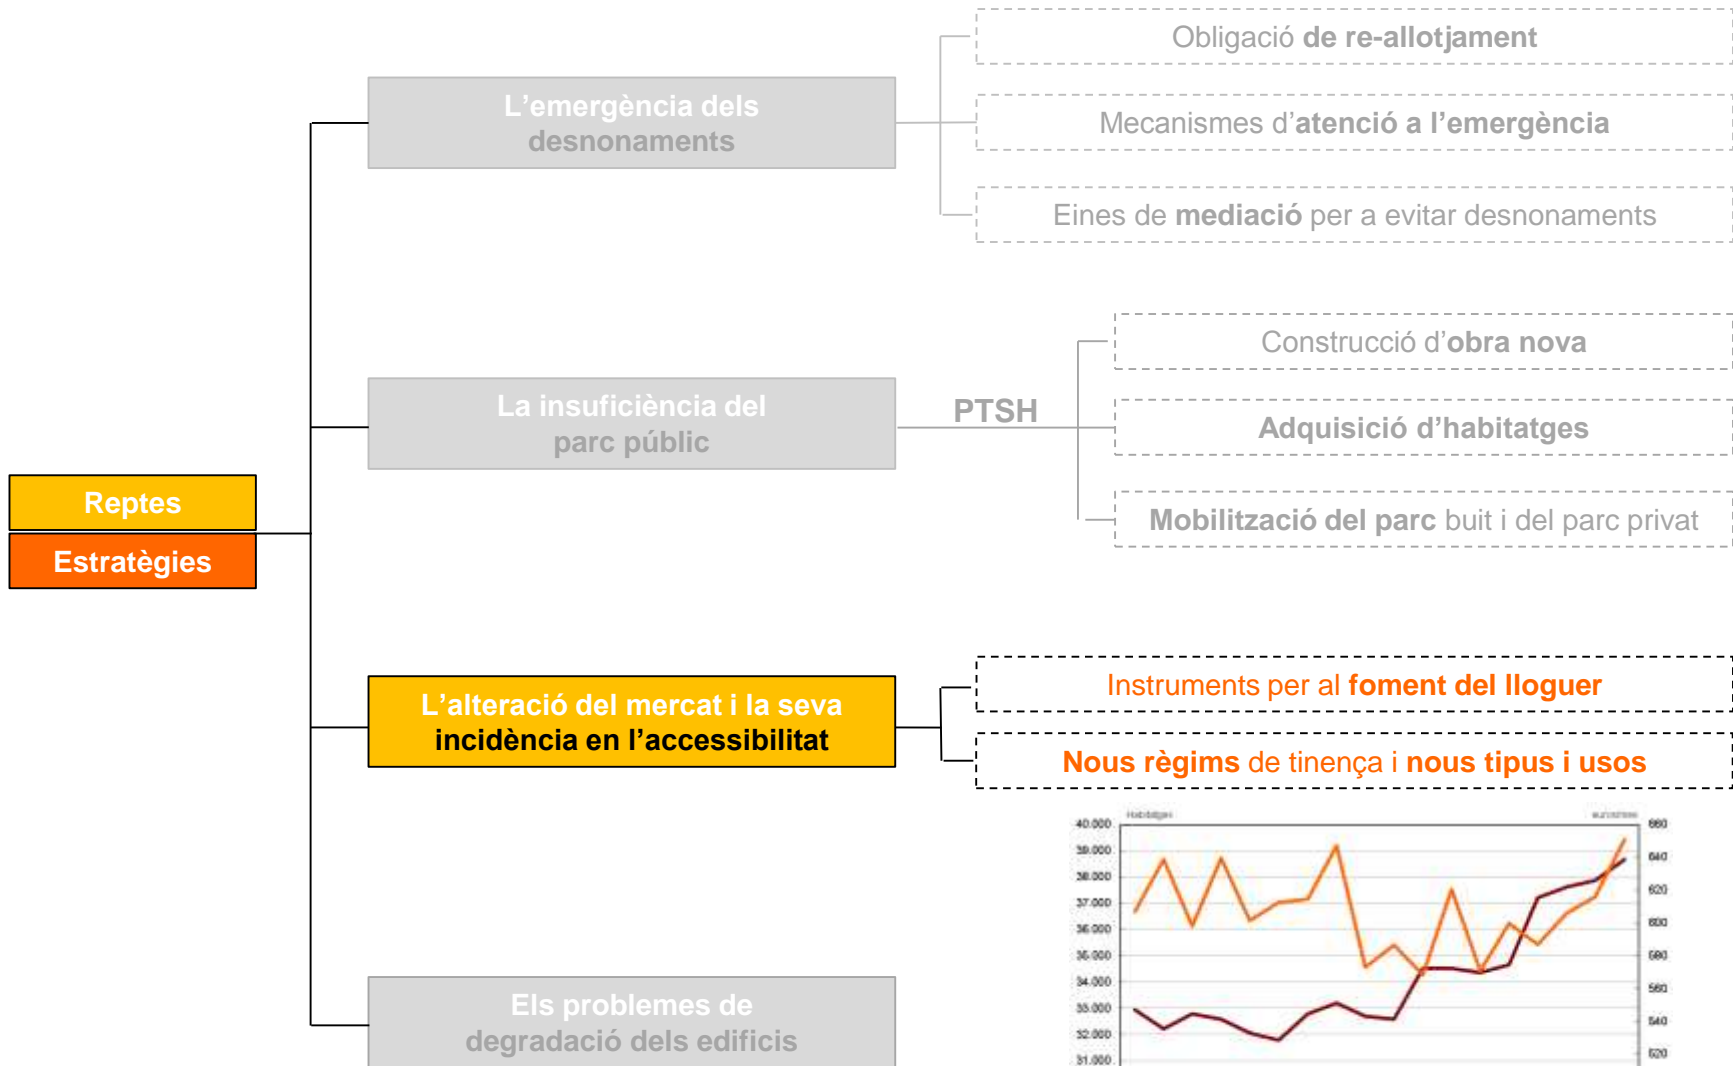 Obligació de re-allotjament
L’emergència dels
desnonaments
Mecanismes d’atenció a l’emergència
Eines de mediació per a evitar desnonaments
Construcció d’obra nova
La insuficiència del
parc públic
PTSH
Adquisició d’habitatges
Reptes
Mobilització del parc buit i del parc privat
Estratègies
L’alteració del mercat i la seva
incidència en l’accessibilitat
Instruments per al foment del lloguer
Nous règims de tinença i nous tipus i usos
Habitatges
40.000
39.000
38.000
37.000
36.000
35.000
34.000
33.000
32.000
31.000
660
640
620
600
580
560
540
520
Els problemes de
degradació dels edificis